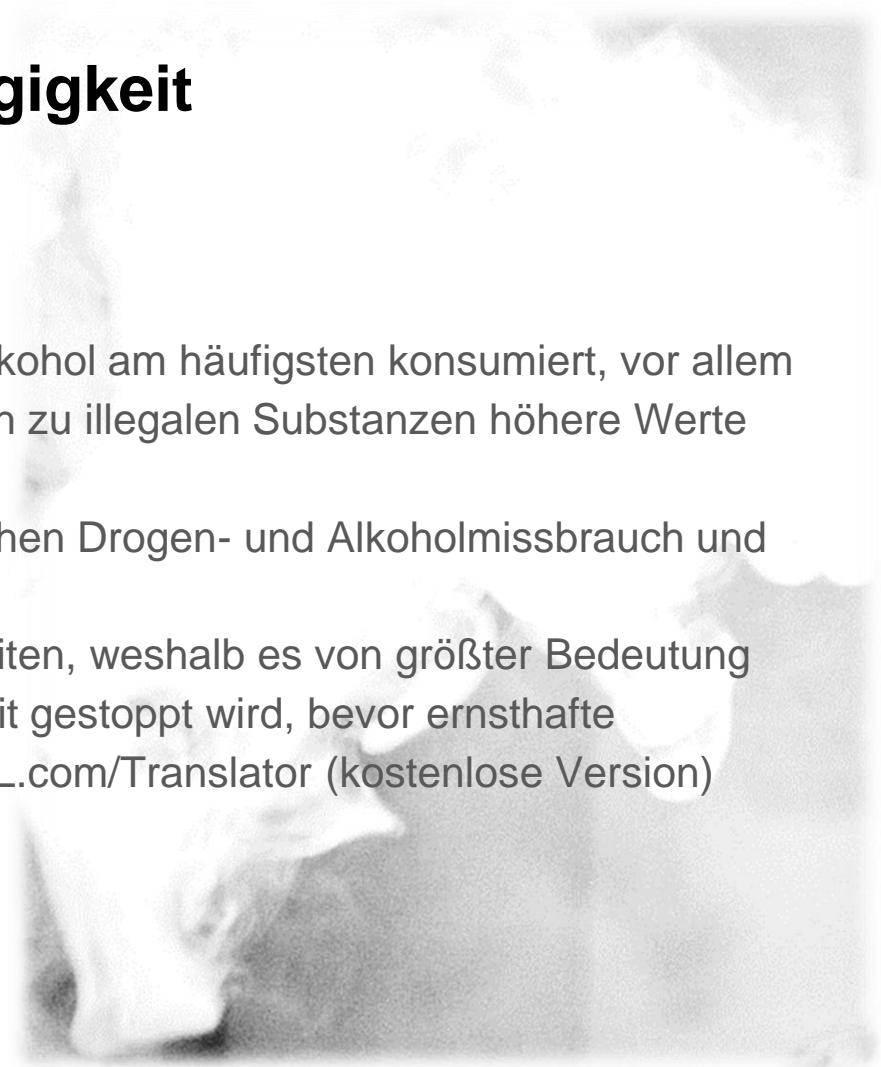 gigkeit
kohol am häufigsten konsumiert, vor allem
n zu illegalen Substanzen höhere Werte
hen Drogen- und Alkoholmissbrauch und
iten, weshalb es von größter Bedeutung
it gestoppt wird, bevor ernsthafte
L.com/Translator (kostenlose Version)